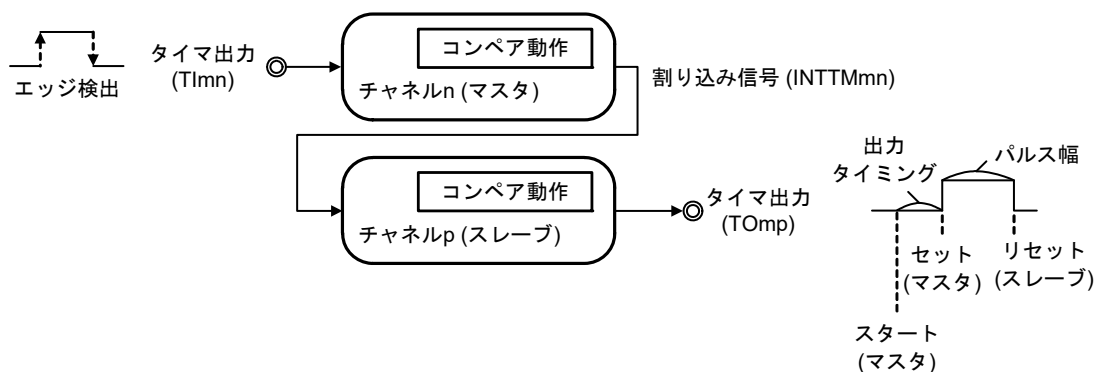 エッジ検出
タイマ出力
(TImn)
コンペア動作
チャネルn (マスタ)
割り込み信号 (INTTMmn)
コンペア動作
チャネルp (スレーブ)
タイマ出力
(TOmp)
出力
タイミング
パルス幅
セット
(マスタ)
リセット
(スレーブ)
スタート
(マスタ)